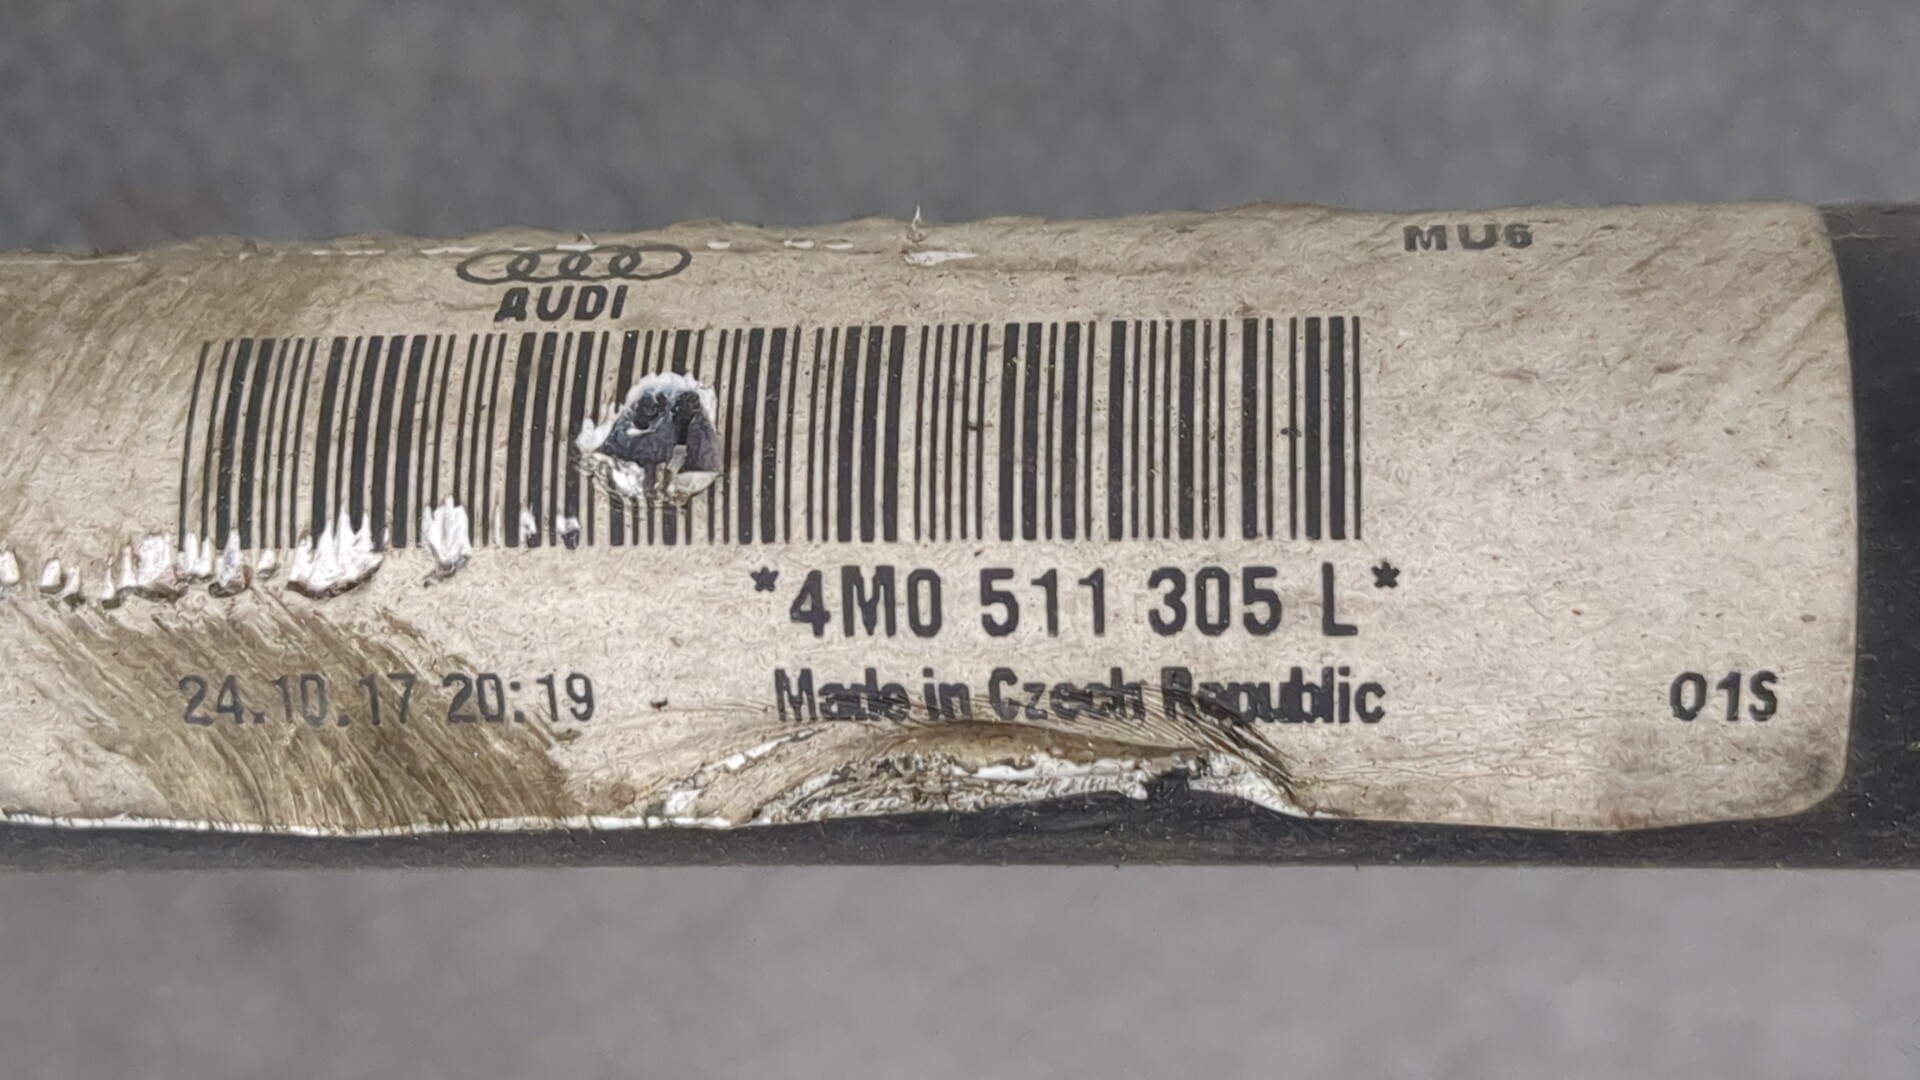 MU6
AUDI
*4M0 511 305 L*
24.10.17 20:19
Made in Czech Republic
01S